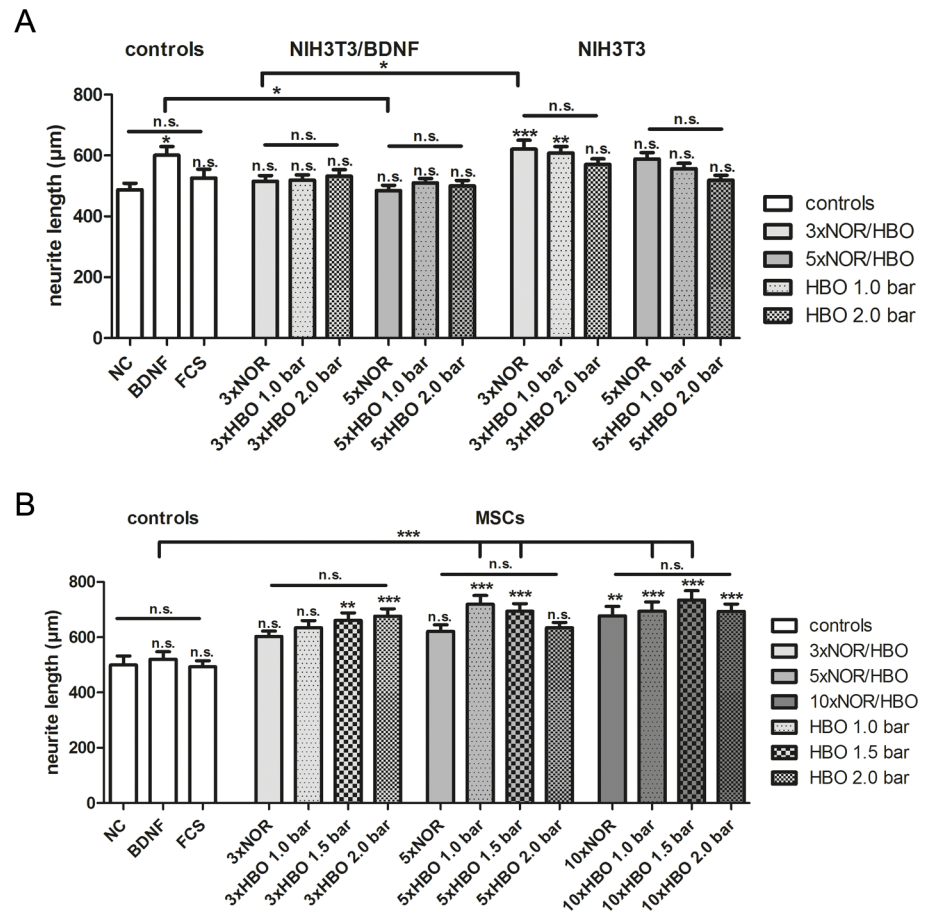 A
controls NIH3T3/BDNF NIH3T3
*
*
n.s. n.s. n.s. n.s. n.s.
* n.s. n.s. n.s. n.s. n.s. n.s. n.s. *** ** n.s. n.s. n.s. n.s.
neurite length (µm)
800
600
400
200
0
NC
BDNF
FCS
3xNOR
3xHBO 1.0 bar
3xHBO 2.0 bar
5xNOR
5xHBO 1.0 bar
5xHBO 2.0 bar
3xNOR
3xHBO 1.0 bar
3xHBO 2.0 bar
5xNOR
5xHBO 1.0 bar
5xHBO 2.0 bar
controls
3xNOR/HBO
5xNOR/HBO
HBO 1.0 bar
HBO 2.0 bar
B
controls MSCs
***
n.s. n.s. n.s. n.s.
n.s. n.s. n.s. n.s. ** *** n.s. *** *** n.s. ** *** *** ***
neurite length (µm)
800
600
400
200
0
NC
BDNF
FCS
3xNOR
3xHBO 1.0 bar
3xHBO 1.5 bar
3xHBO 2.0 bar
5xNOR
5xHBO 1.0 bar
5xHBO 1.5 bar
5xHBO 2.0 bar
10xNOR
10xHBO 1.0 bar
10xHBO 1.5 bar
10xHBO 2.0 bar
controls
3xNOR/HBO
5xNOR/HBO
10xNOR/HBO
HBO 1.0 bar
HBO 1.5 bar
HBO 2.0 bar